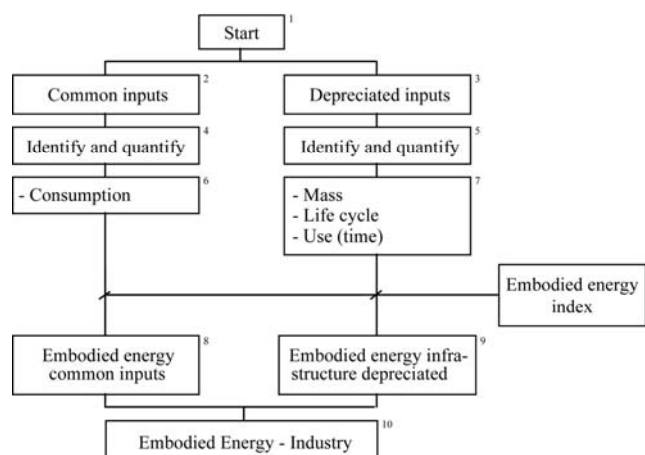 1
Start
2
Common inputs
3
Depreciated inputs
4
Identify and quantify
5
Identify and quantify
6
- Consumption
7
- Mass
- Life cycle
- Use (time)
Embodied energy
index
8
Embodied energy
common inputs
9
Embodied energy infra-
structure depreciated
10
Embodied Energy - Industry